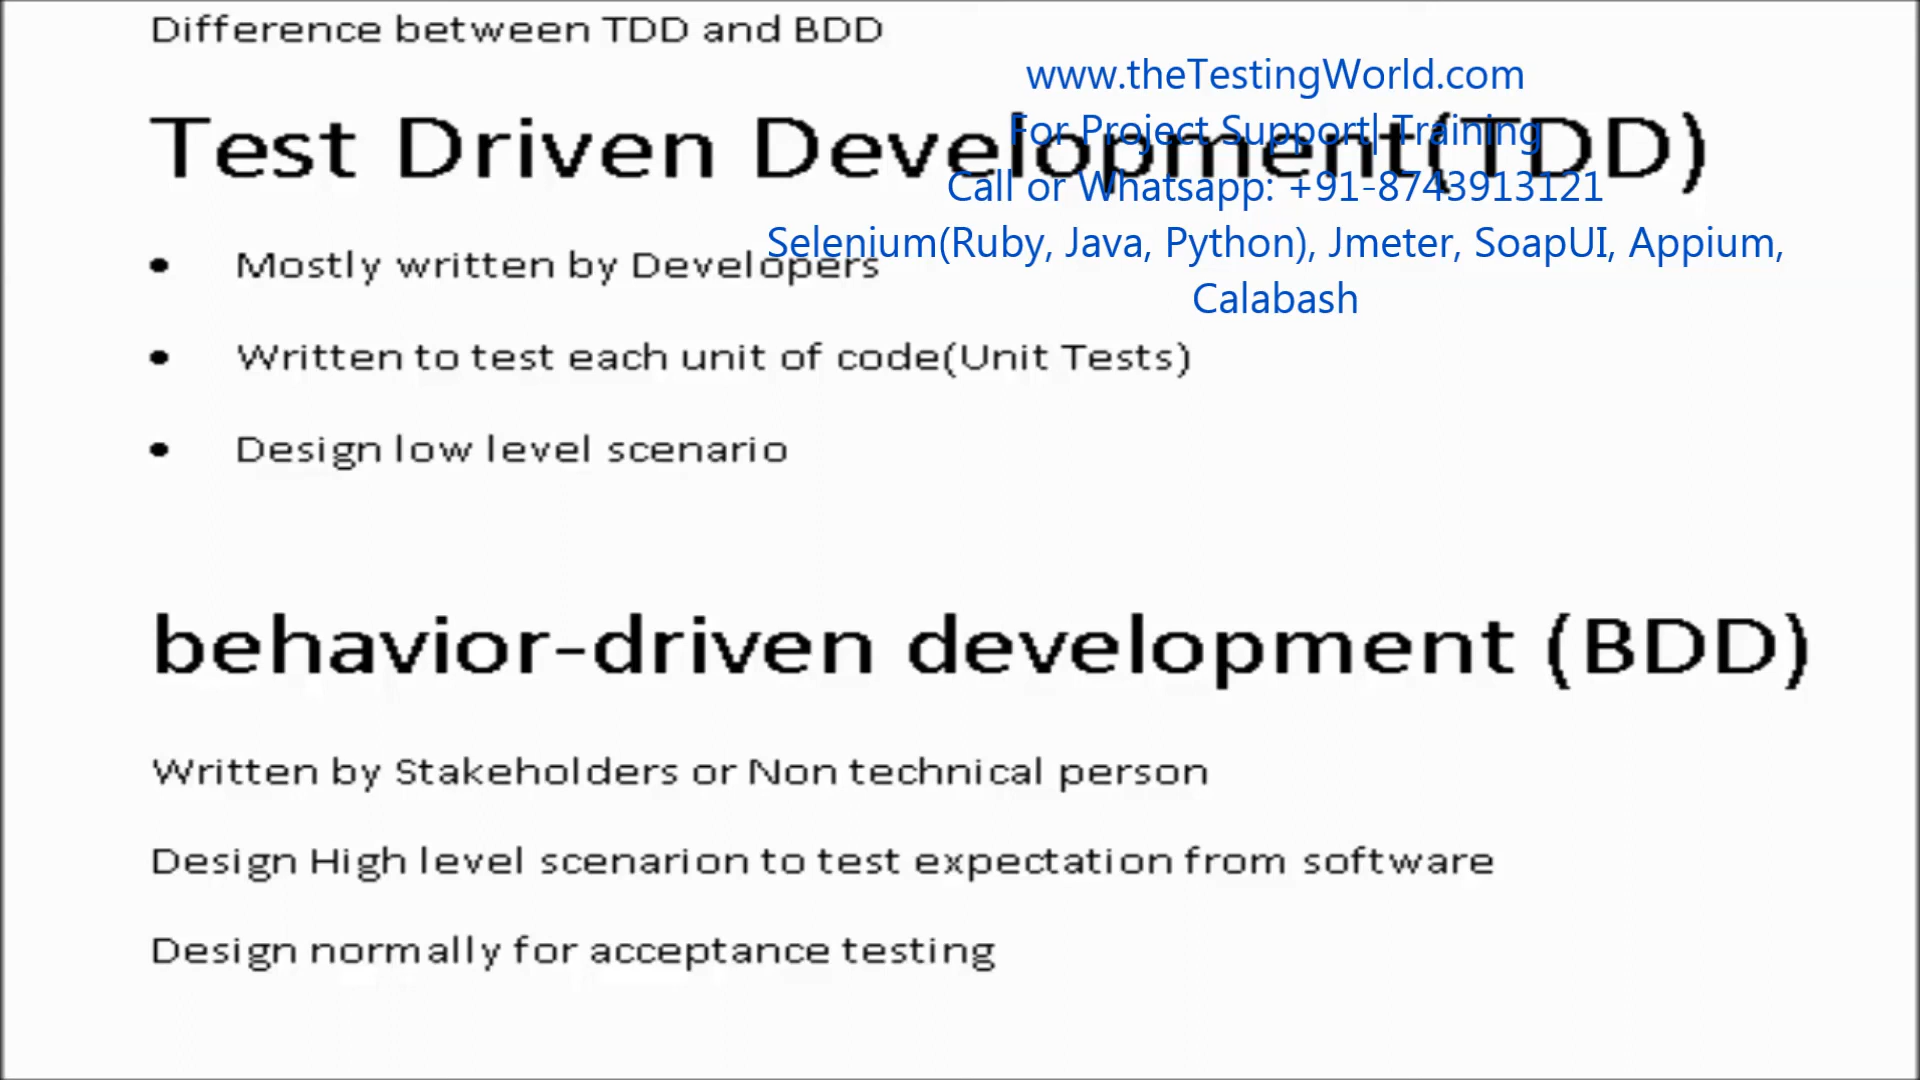 Difference between TDD and BDD
www.theTestingWorld.com
Test Driven Development(TDD)
For Project Support| Training
Call or Whatsapp: +91-8743913121
Selenium(Ruby, Java, Python), Jmeter, SoapUI, Appium,
Calabash
• Mostly written by Developers
• Written to test each unit of code(Unit Tests)
• Design low level scenario
behavior-driven development (BDD)
Written by Stakeholders or Non technical person
Design High level scenarion to test expectation from software
Design normally for acceptance testing